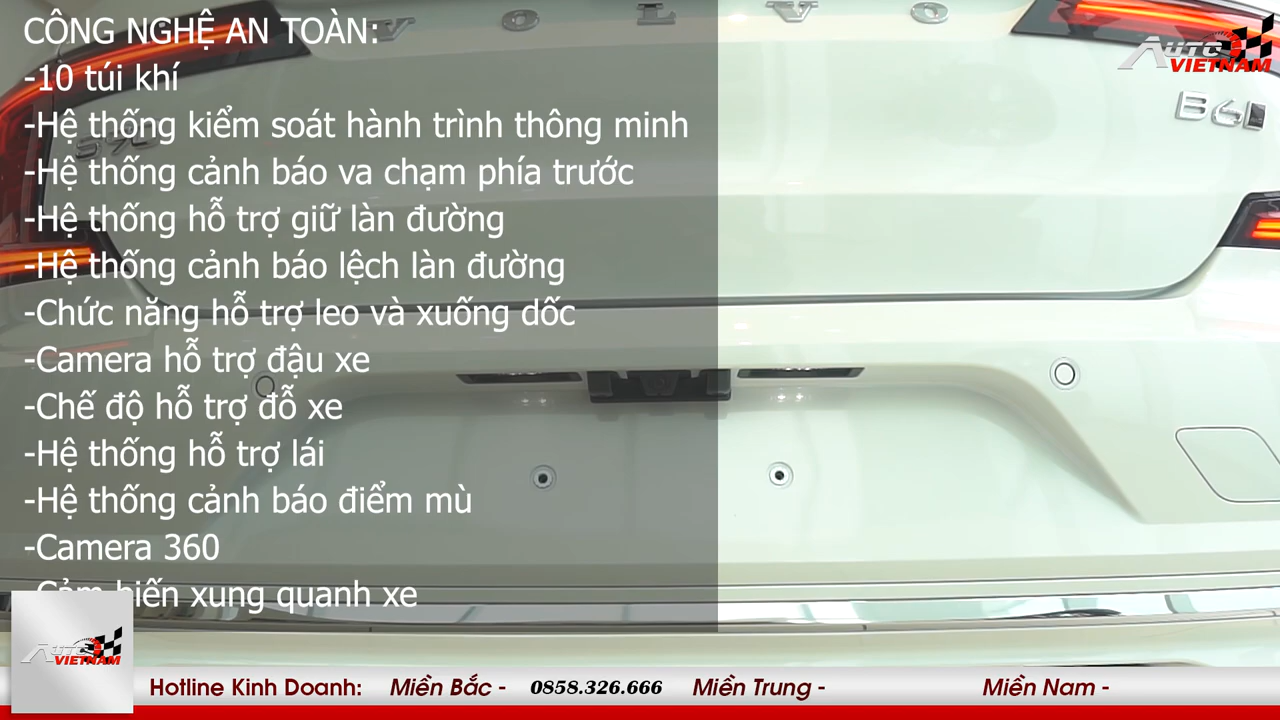 CÔNG NGHỆ AN TOÀN:
-10 túi khí
-Hệ thống kiểm soát hành trình thông minh
-Hệ thống cảnh báo va chạm phía trước
-Hệ thống hỗ trợ giữ làn đường
-Hệ thống cảnh báo lệch làn đường
-Chức năng hỗ trợ leo và xuống dốc
-Camera hỗ trợ đậu xe
-Chế độ hỗ trợ đỗ xe
-Hệ thống hỗ trợ lái
-Hệ thống cảnh báo điểm mù
-Camera 360
-Cảm biến xung quanh xe
VOLVO
S90
B6
AUTO
VIETNAM
AUTO
VIETNAM
Hotline Kinh Doanh: Miền Bắc - 0858.326.666 Miền Trung - Miền Nam -